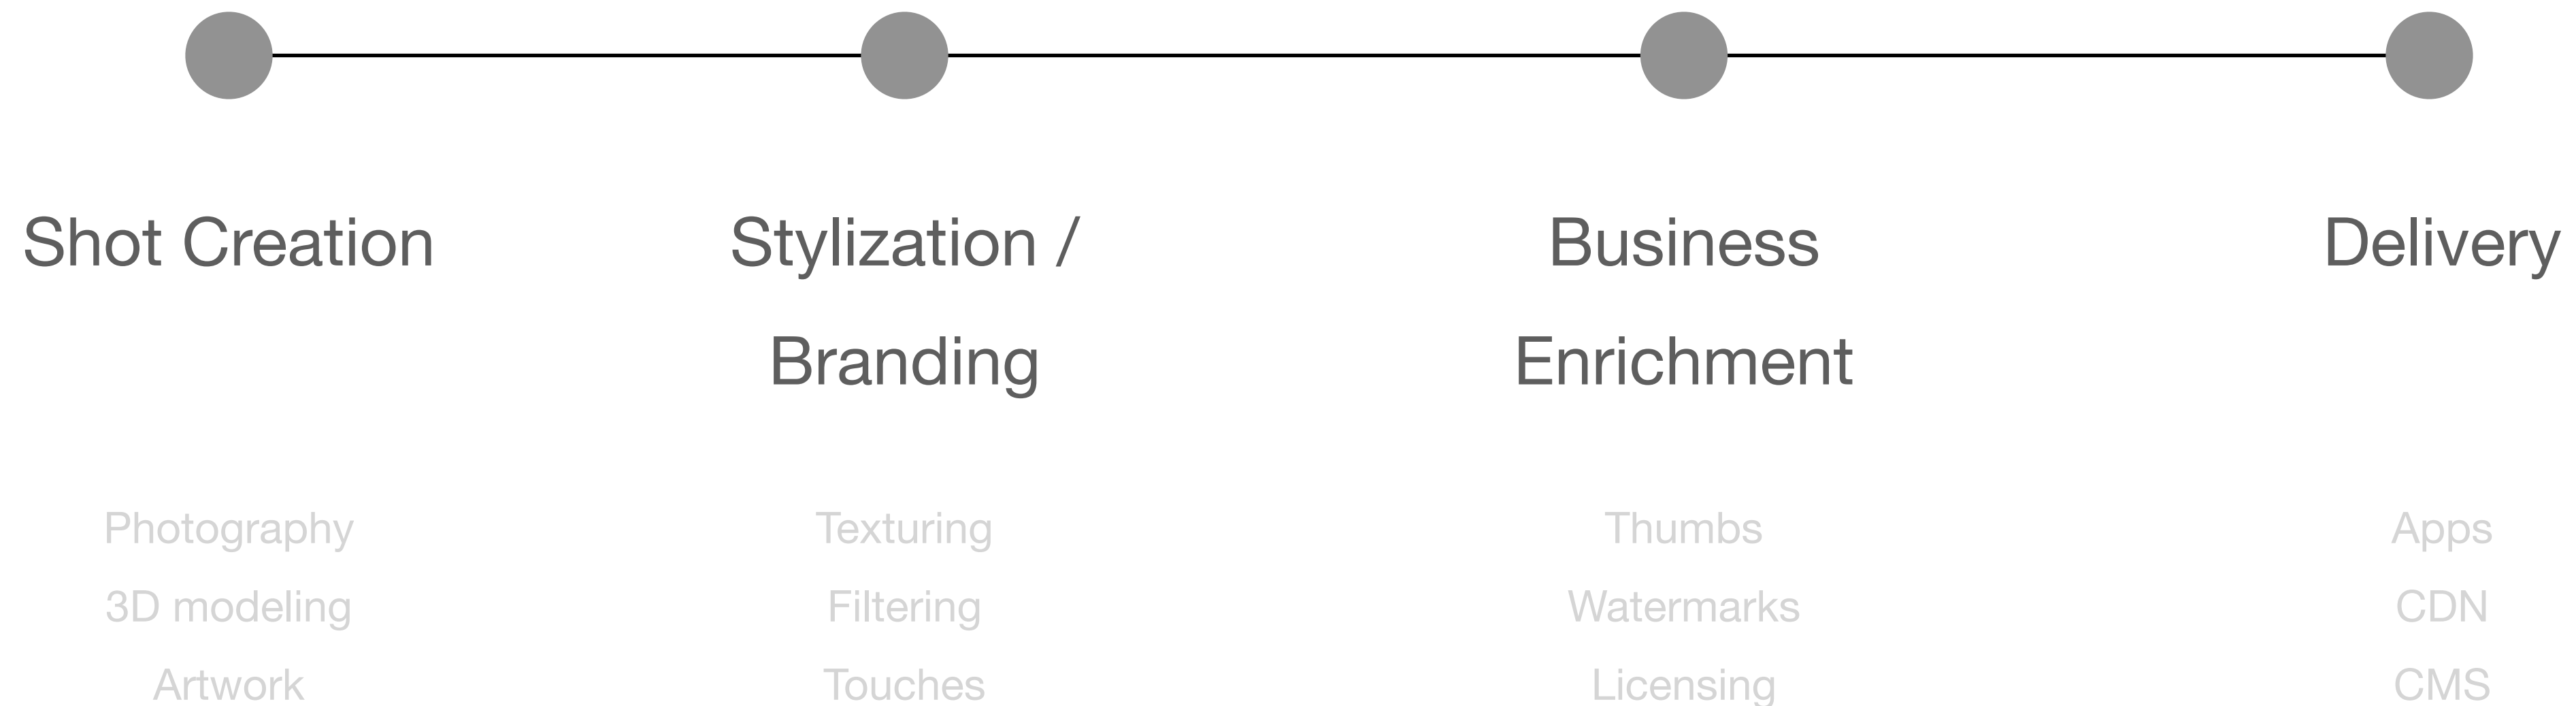 Shot Creation
Stylization /
Branding
Business
Enrichment
Delivery
Photography
3D modeling
Artwork
Texturing
Filtering
Touches
Thumbs
Watermarks
Licensing
Apps
CDN
CMS